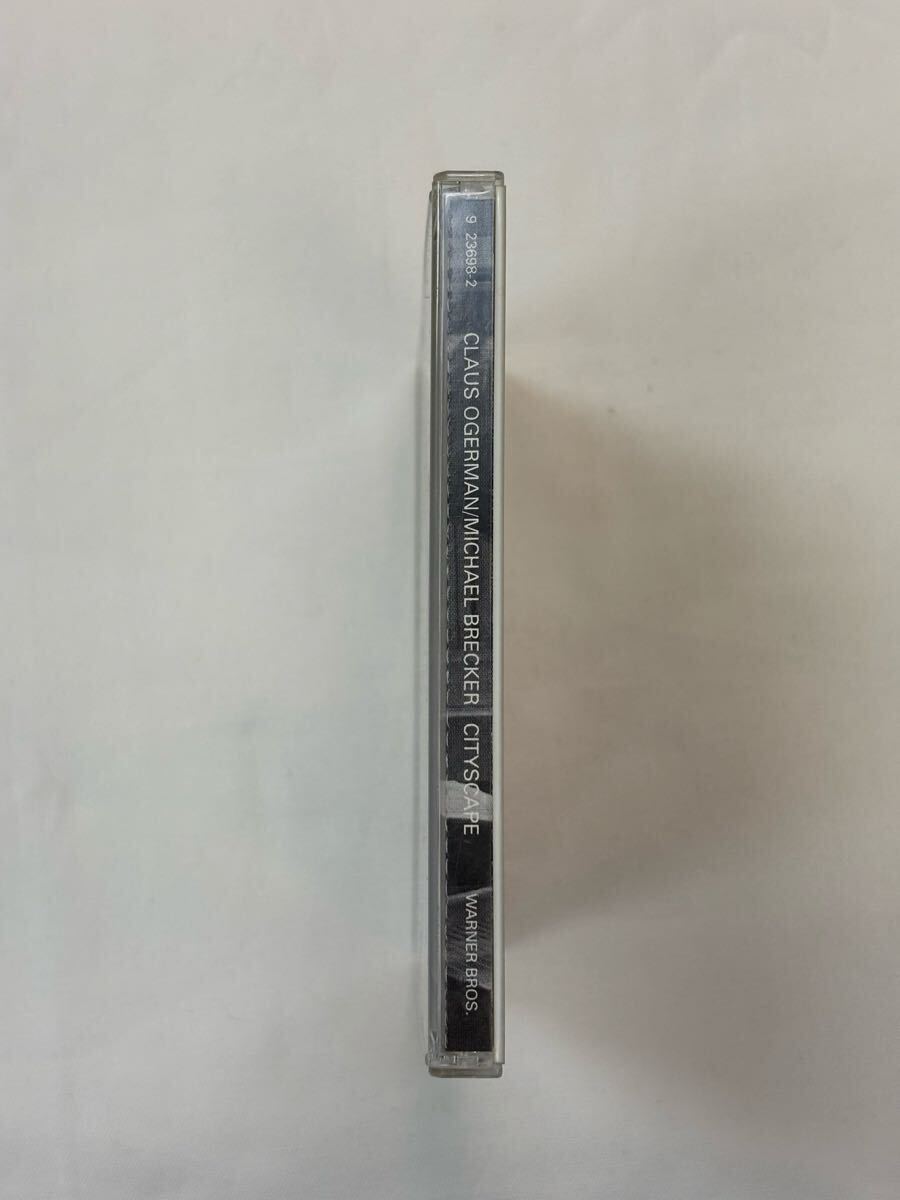 9 23698-2 CLAUS OGERMAN/MICHAEL BRECKER CITYSCAPE WARNER BROS.